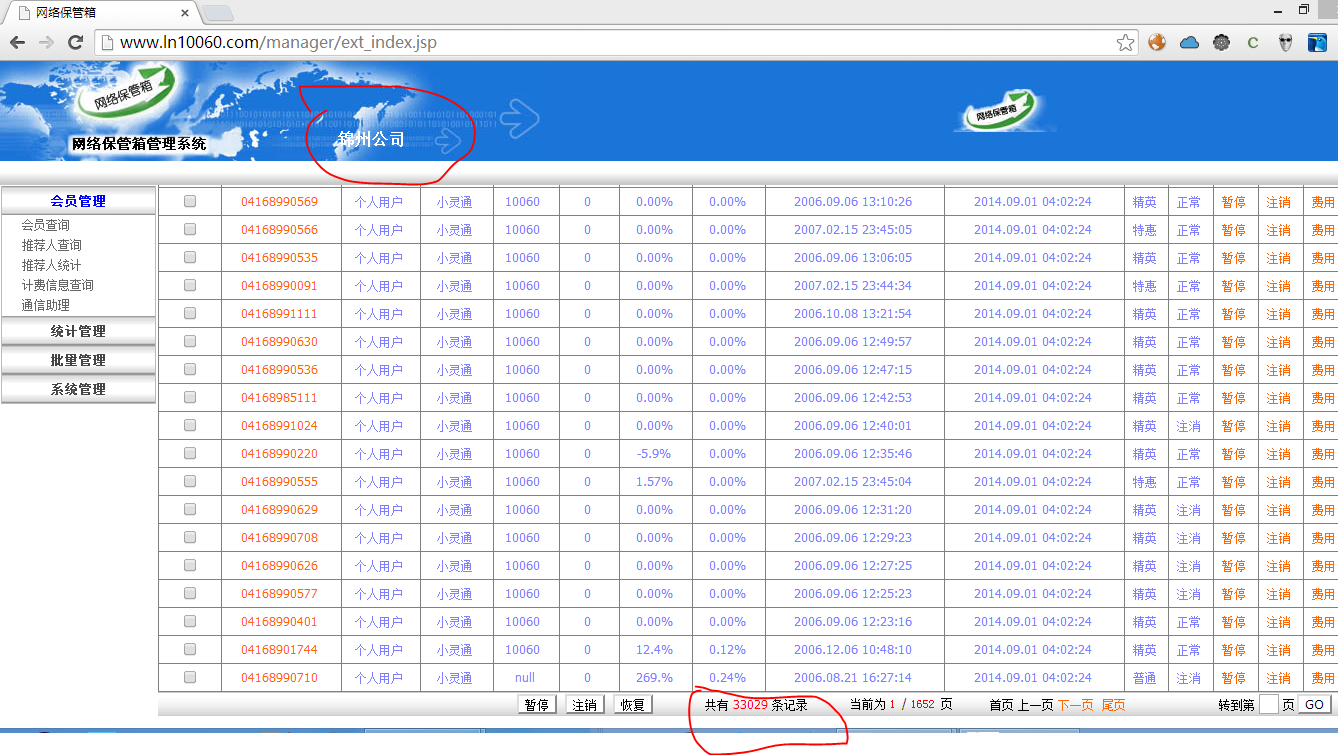 网络保管箱
www.ln10060.com/manager/ext_index.jsp
网络保管箱
网络保管箱
网络保管箱管理系统
锦州公司
会员管理
会员查询
推荐人查询
推荐人统计
计费信息查询
通信助理
统计管理
批量管理
系统管理
04168990569 个人用户 小灵通 10060 0 0.00% 0.00% 2006.09.06 13:10:26 2014.09.01 04:02:24 精英 正常 暂停 注销 费用
04168990566 个人用户 小灵通 10060 0 0.00% 0.00% 2007.02.15 23:45:05 2014.09.01 04:02:24 特惠 正常 暂停 注销 费用
04168990535 个人用户 小灵通 10060 0 0.00% 0.00% 2006.09.06 13:06:05 2014.09.01 04:02:24 精英 正常 暂停 注销 费用
04168990091 个人用户 小灵通 10060 0 0.00% 0.00% 2007.02.15 23:44:34 2014.09.01 04:02:24 特惠 正常 暂停 注销 费用
04168991111 个人用户 小灵通 10060 0 0.00% 0.00% 2006.10.08 13:21:54 2014.09.01 04:02:24 精英 正常 暂停 注销 费用
04168990630 个人用户 小灵通 10060 0 0.00% 0.00% 2006.09.06 12:49:57 2014.09.01 04:02:24 精英 正常 暂停 注销 费用
04168990536 个人用户 小灵通 10060 0 0.00% 0.00% 2006.09.06 12:47:15 2014.09.01 04:02:24 精英 正常 暂停 注销 费用
04168985111 个人用户 小灵通 10060 0 0.00% 0.00% 2006.09.06 12:42:53 2014.09.01 04:02:24 精英 正常 暂停 注销 费用
04168991024 个人用户 小灵通 10060 0 0.00% 0.00% 2006.09.06 12:40:01 2014.09.01 04:02:24 精英 注消 暂停 注销 费用
04168990220 个人用户 小灵通 10060 0 -5.9% 0.00% 2006.09.06 12:35:46 2014.09.01 04:02:24 精英 正常 暂停 注销 费用
04168990555 个人用户 小灵通 10060 0 1.57% 0.00% 2007.02.15 23:45:04 2014.09.01 04:02:24 特惠 正常 暂停 注销 费用
04168990629 个人用户 小灵通 10060 0 0.00% 0.00% 2006.09.06 12:31:20 2014.09.01 04:02:24 精英 注消 暂停 注销 费用
04168990708 个人用户 小灵通 10060 0 0.00% 0.00% 2006.09.06 12:29:23 2014.09.01 04:02:24 精英 注消 暂停 注销 费用
04168990626 个人用户 小灵通 10060 0 0.00% 0.00% 2006.09.06 12:27:25 2014.09.01 04:02:24 精英 注消 暂停 注销 费用
04168990577 个人用户 小灵通 10060 0 0.00% 0.00% 2006.09.06 12:25:23 2014.09.01 04:02:24 精英 注消 暂停 注销 费用
04168990401 个人用户 小灵通 10060 0 0.00% 0.00% 2006.09.06 12:23:16 2014.09.01 04:02:24 精英 正常 暂停 注销 费用
04168901744 个人用户 小灵通 10060 0 12.4% 0.12% 2006.12.06 10:48:10 2014.09.01 04:02:24 精英 正常 暂停 注销 费用
04168990710 个人用户 小灵通 null 0 269.% 0.24% 2006.08.21 16:27:14 2014.09.01 04:02:24 普通 注消 暂停 注销 费用
暂停 注销 恢复 共有 33029 条记录 当前为 1 / 1652 页 首页 上一页 下一页 尾页 转到第 页 GO